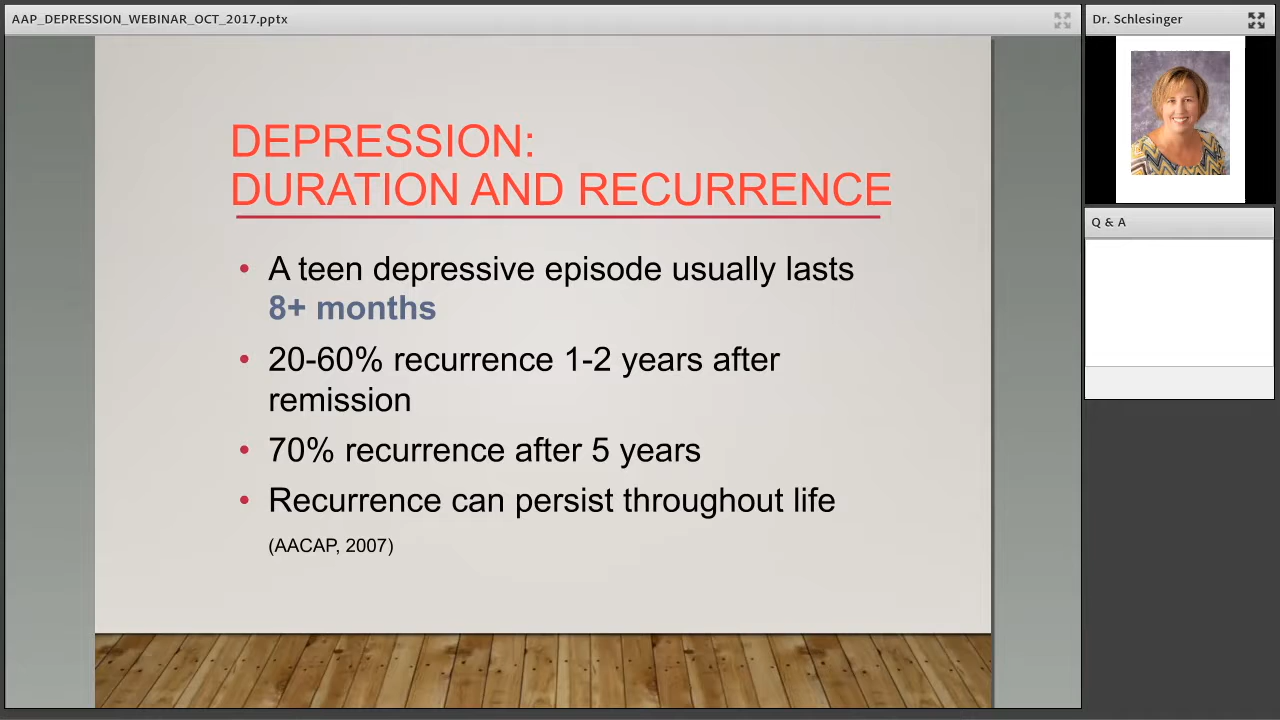 AAP_DEPRESSION_WEBINAR_OCT_2017.pptx
Dr. Schlesinger
Q & A
DEPRESSION:
DURATION AND RECURRENCE
• A teen depressive episode usually lasts
8+ months
• 20-60% recurrence 1-2 years after
remission
• 70% recurrence after 5 years
• Recurrence can persist throughout life
(AACAP, 2007)